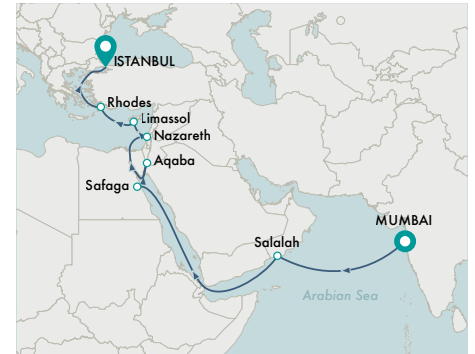 ISTANBUL
Rhodes
Limassol
Nazareth
Aqaba
Safaga
MUMBAI
Salalah
Arabian Sea